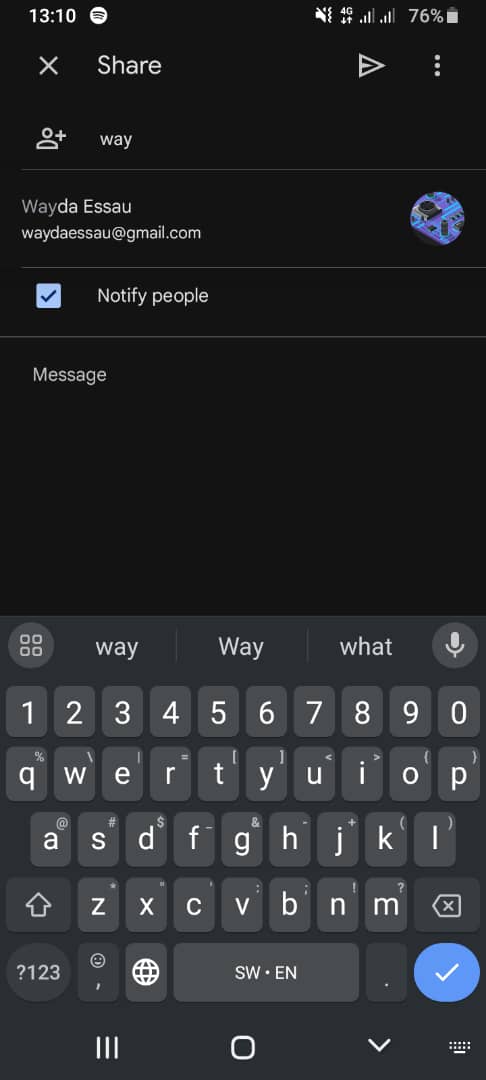 13:10 4G 76%
Share
way
Wayda Essau
waydaessau@gmail.com
Notify people
Message
way Way what
1 2 3 4 5 6 7 8 9 0
% \ | = [ ] < > { }
q w e r t y u i o p
@ # $ _ & - + ( )
a s d f g h j k l
* " ' : ; ! ?
z x c v b n m
?123 , SW • EN .